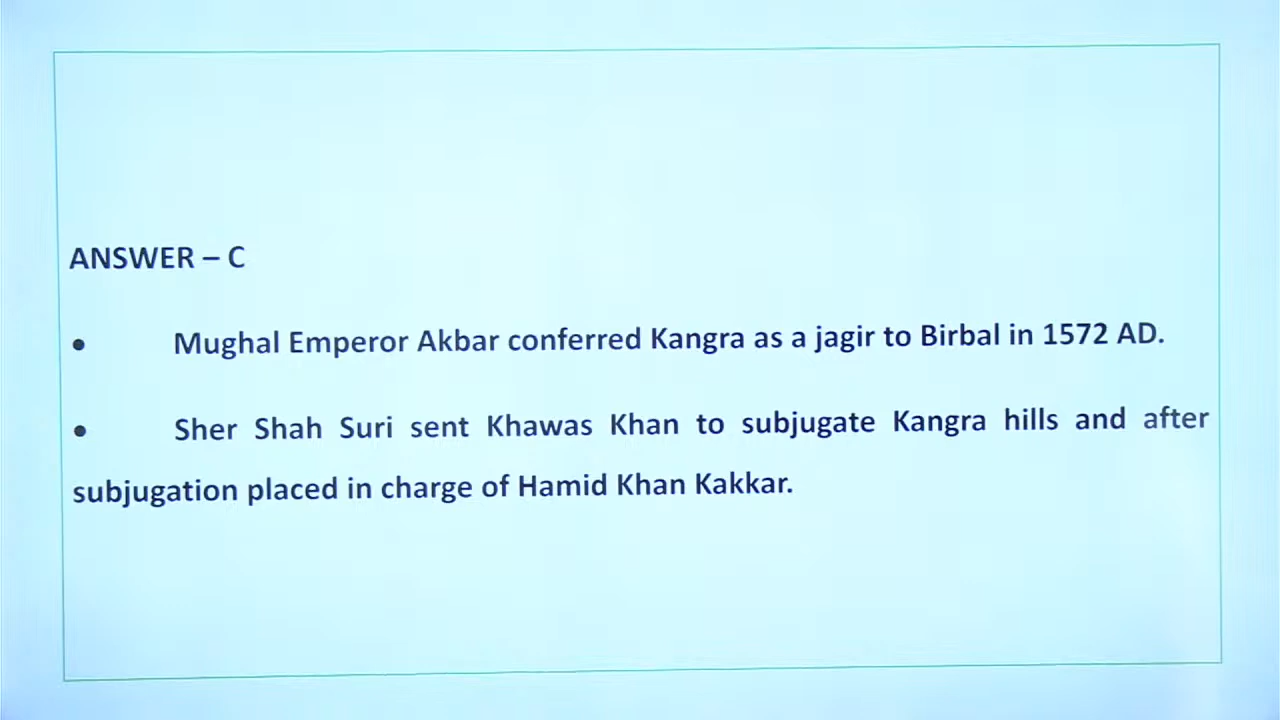 ANSWER – C
• Mughal Emperor Akbar conferred Kangra as a jagir to Birbal in 1572 AD.
• Sher Shah Suri sent Khawas Khan to subjugate Kangra hills and after
subjugation placed in charge of Hamid Khan Kakkar.